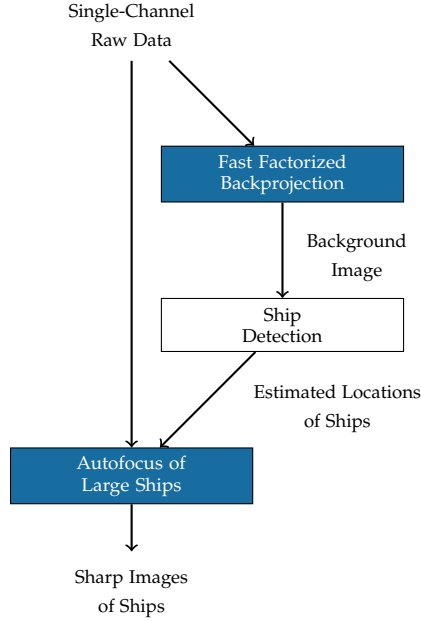 Single-Channel
Raw Data
Fast Factorized
Backprojection
Background
Image
Ship
Detection
Estimated Locations
of Ships
Autofocus of
Large Ships
Sharp Images
of Ships